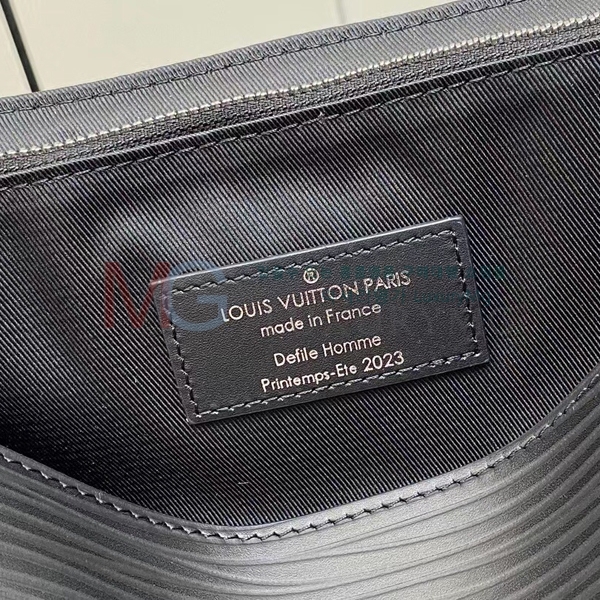 ®
LOUIS VUITTON PARIS
made in France
Defile Homme
Printemps-Ete 2023
MG